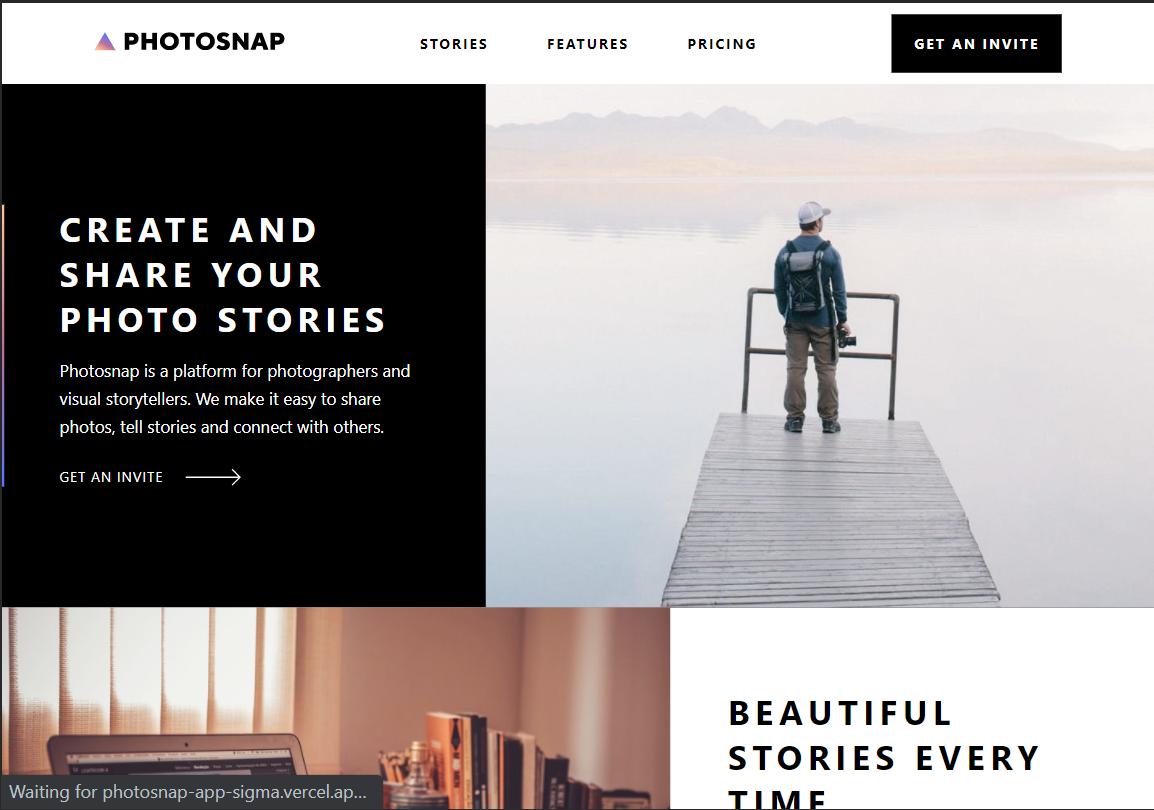 PHOTOSNAP
STORIES FEATURES PRICING
GET AN INVITE
CREATE AND
SHARE YOUR
PHOTO STORIES
Photosnap is a platform for photographers and
visual storytellers. We make it easy to share
photos, tell stories and connect with others.
GET AN INVITE
BEAUTIFUL
STORIES EVERY
TIME
Waiting for photosnap-app-sigma.vercel.ap...